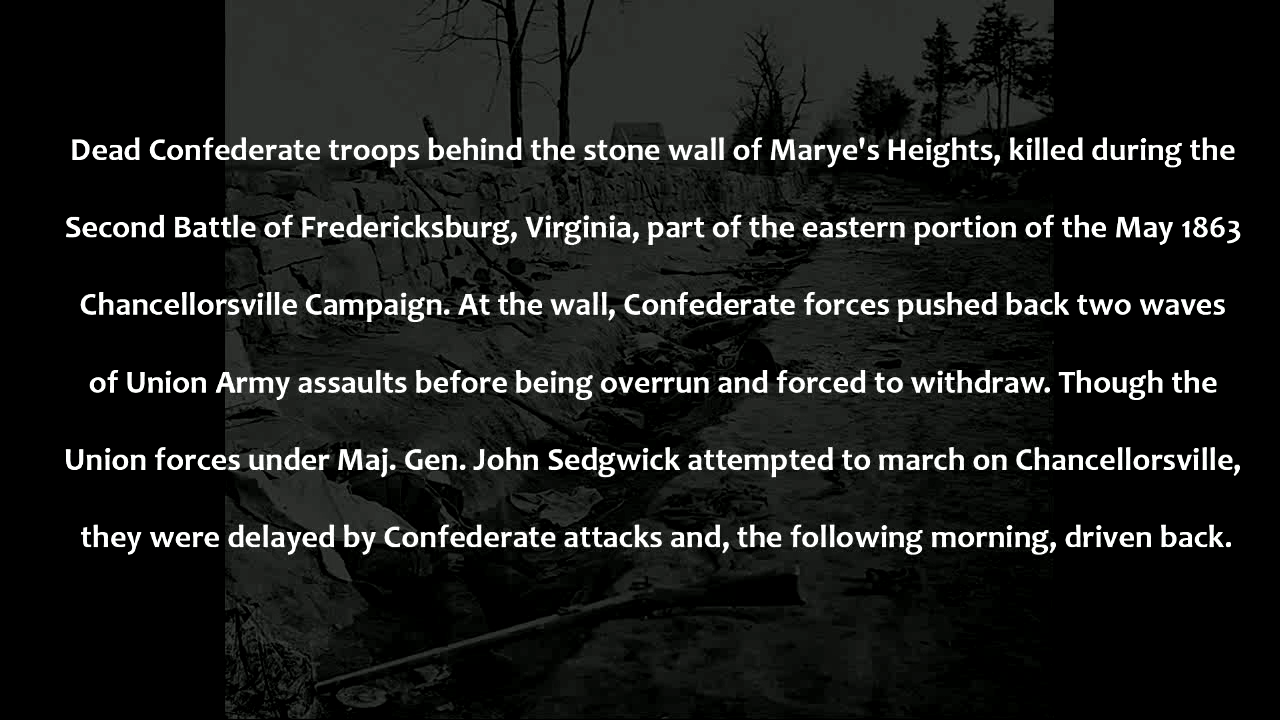 Dead Confederate troops behind the stone wall of Marye's Heights, killed during the
Second Battle of Fredericksburg, Virginia, part of the eastern portion of the May 1863
Chancellorsville Campaign. At the wall, Confederate forces pushed back two waves
of Union Army assaults before being overrun and forced to withdraw. Though the
Union forces under Maj. Gen. John Sedgwick attempted to march on Chancellorsville,
they were delayed by Confederate attacks and, the following morning, driven back.